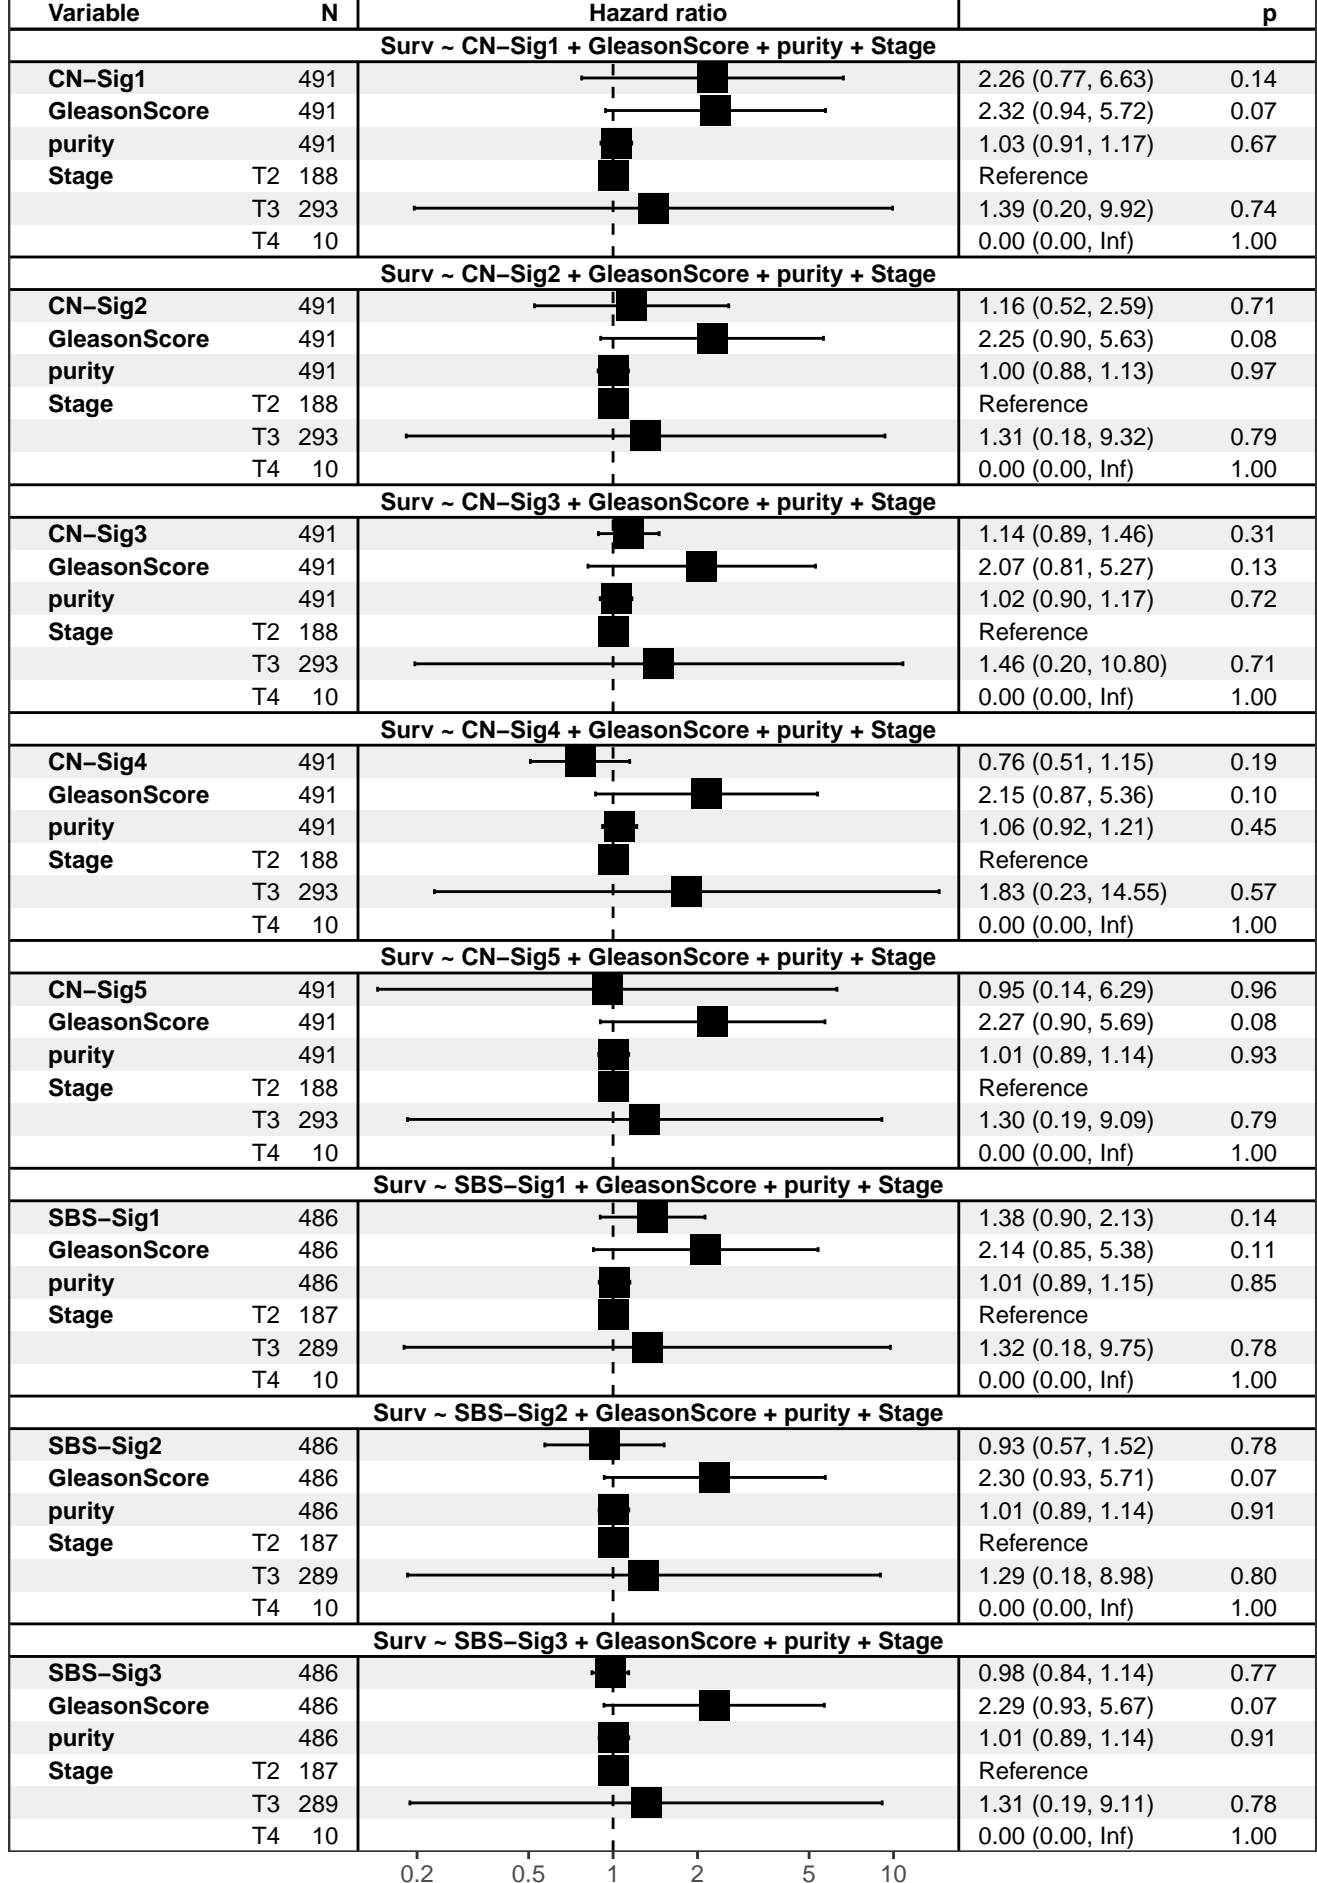 Variable N Hazard ratio p
Surv ~ CN−Sig1 + GleasonScore + purity + Stage
CN−Sig1 491 2.26 (0.77, 6.63) 0.14
GleasonScore 491 2.32 (0.94, 5.72) 0.07
purity 491 1.03 (0.91, 1.17) 0.67
Stage T2 188 Reference
T3 293 1.39 (0.20, 9.92) 0.74
T4 10 0.00 (0.00, Inf) 1.00
Surv ~ CN−Sig2 + GleasonScore + purity + Stage
CN−Sig2 491 1.16 (0.52, 2.59) 0.71
GleasonScore 491 2.25 (0.90, 5.63) 0.08
purity 491 1.00 (0.88, 1.13) 0.97
Stage T2 188 Reference
T3 293 1.31 (0.18, 9.32) 0.79
T4 10 0.00 (0.00, Inf) 1.00
Surv ~ CN−Sig3 + GleasonScore + purity + Stage
CN−Sig3 491 1.14 (0.89, 1.46) 0.31
GleasonScore 491 2.07 (0.81, 5.27) 0.13
purity 491 1.02 (0.90, 1.17) 0.72
Stage T2 188 Reference
T3 293 1.46 (0.20, 10.80) 0.71
T4 10 0.00 (0.00, Inf) 1.00
Surv ~ CN−Sig4 + GleasonScore + purity + Stage
CN−Sig4 491 0.76 (0.51, 1.15) 0.19
GleasonScore 491 2.15 (0.87, 5.36) 0.10
purity 491 1.06 (0.92, 1.21) 0.45
Stage T2 188 Reference
T3 293 1.83 (0.23, 14.55) 0.57
T4 10 0.00 (0.00, Inf) 1.00
Surv ~ CN−Sig5 + GleasonScore + purity + Stage
CN−Sig5 491 0.95 (0.14, 6.29) 0.96
GleasonScore 491 2.27 (0.90, 5.69) 0.08
purity 491 1.01 (0.89, 1.14) 0.93
Stage T2 188 Reference
T3 293 1.30 (0.19, 9.09) 0.79
T4 10 0.00 (0.00, Inf) 1.00
Surv ~ SBS−Sig1 + GleasonScore + purity + Stage
SBS−Sig1 486 1.38 (0.90, 2.13) 0.14
GleasonScore 486 2.14 (0.85, 5.38) 0.11
purity 486 1.01 (0.89, 1.15) 0.85
Stage T2 187 Reference
T3 289 1.32 (0.18, 9.75) 0.78
T4 10 0.00 (0.00, Inf) 1.00
Surv ~ SBS−Sig2 + GleasonScore + purity + Stage
SBS−Sig2 486 0.93 (0.57, 1.52) 0.78
GleasonScore 486 2.30 (0.93, 5.71) 0.07
purity 486 1.01 (0.89, 1.14) 0.91
Stage T2 187 Reference
T3 289 1.29 (0.18, 8.98) 0.80
T4 10 0.00 (0.00, Inf) 1.00
Surv ~ SBS−Sig3 + GleasonScore + purity + Stage
SBS−Sig3 486 0.98 (0.84, 1.14) 0.77
GleasonScore 486 2.29 (0.93, 5.67) 0.07
purity 486 1.01 (0.89, 1.14) 0.91
Stage T2 187 Reference
T3 289 1.31 (0.19, 9.11) 0.78
T4 10 0.00 (0.00, Inf) 1.00
0.2 0.5 1 2 5 10